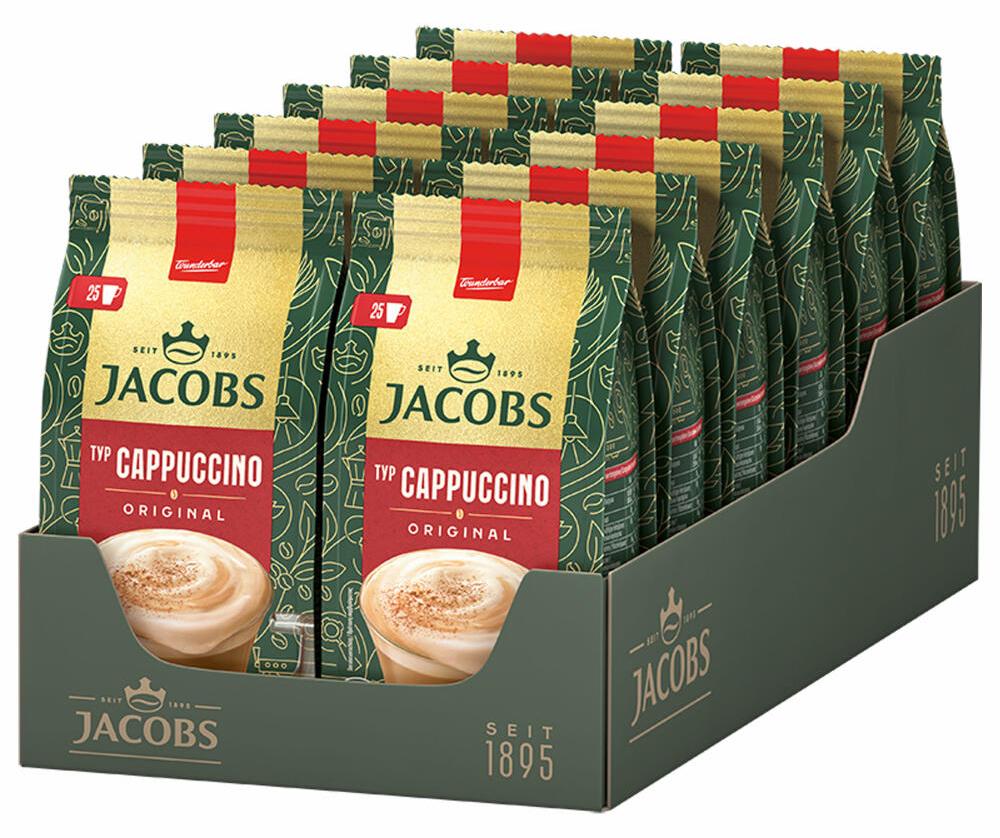 Wunderbar
25
SEIT 1895
JACOBS
TYP CAPPUCCINO
ORIGINAL
Wunderbar
25
SEIT 1895
JACOBS
TYP CAPPUCCINO
ORIGINAL
SEIT 1895
JACOBS
SEIT
1895
SEIT 1895
JACOBS
SEIT
1895